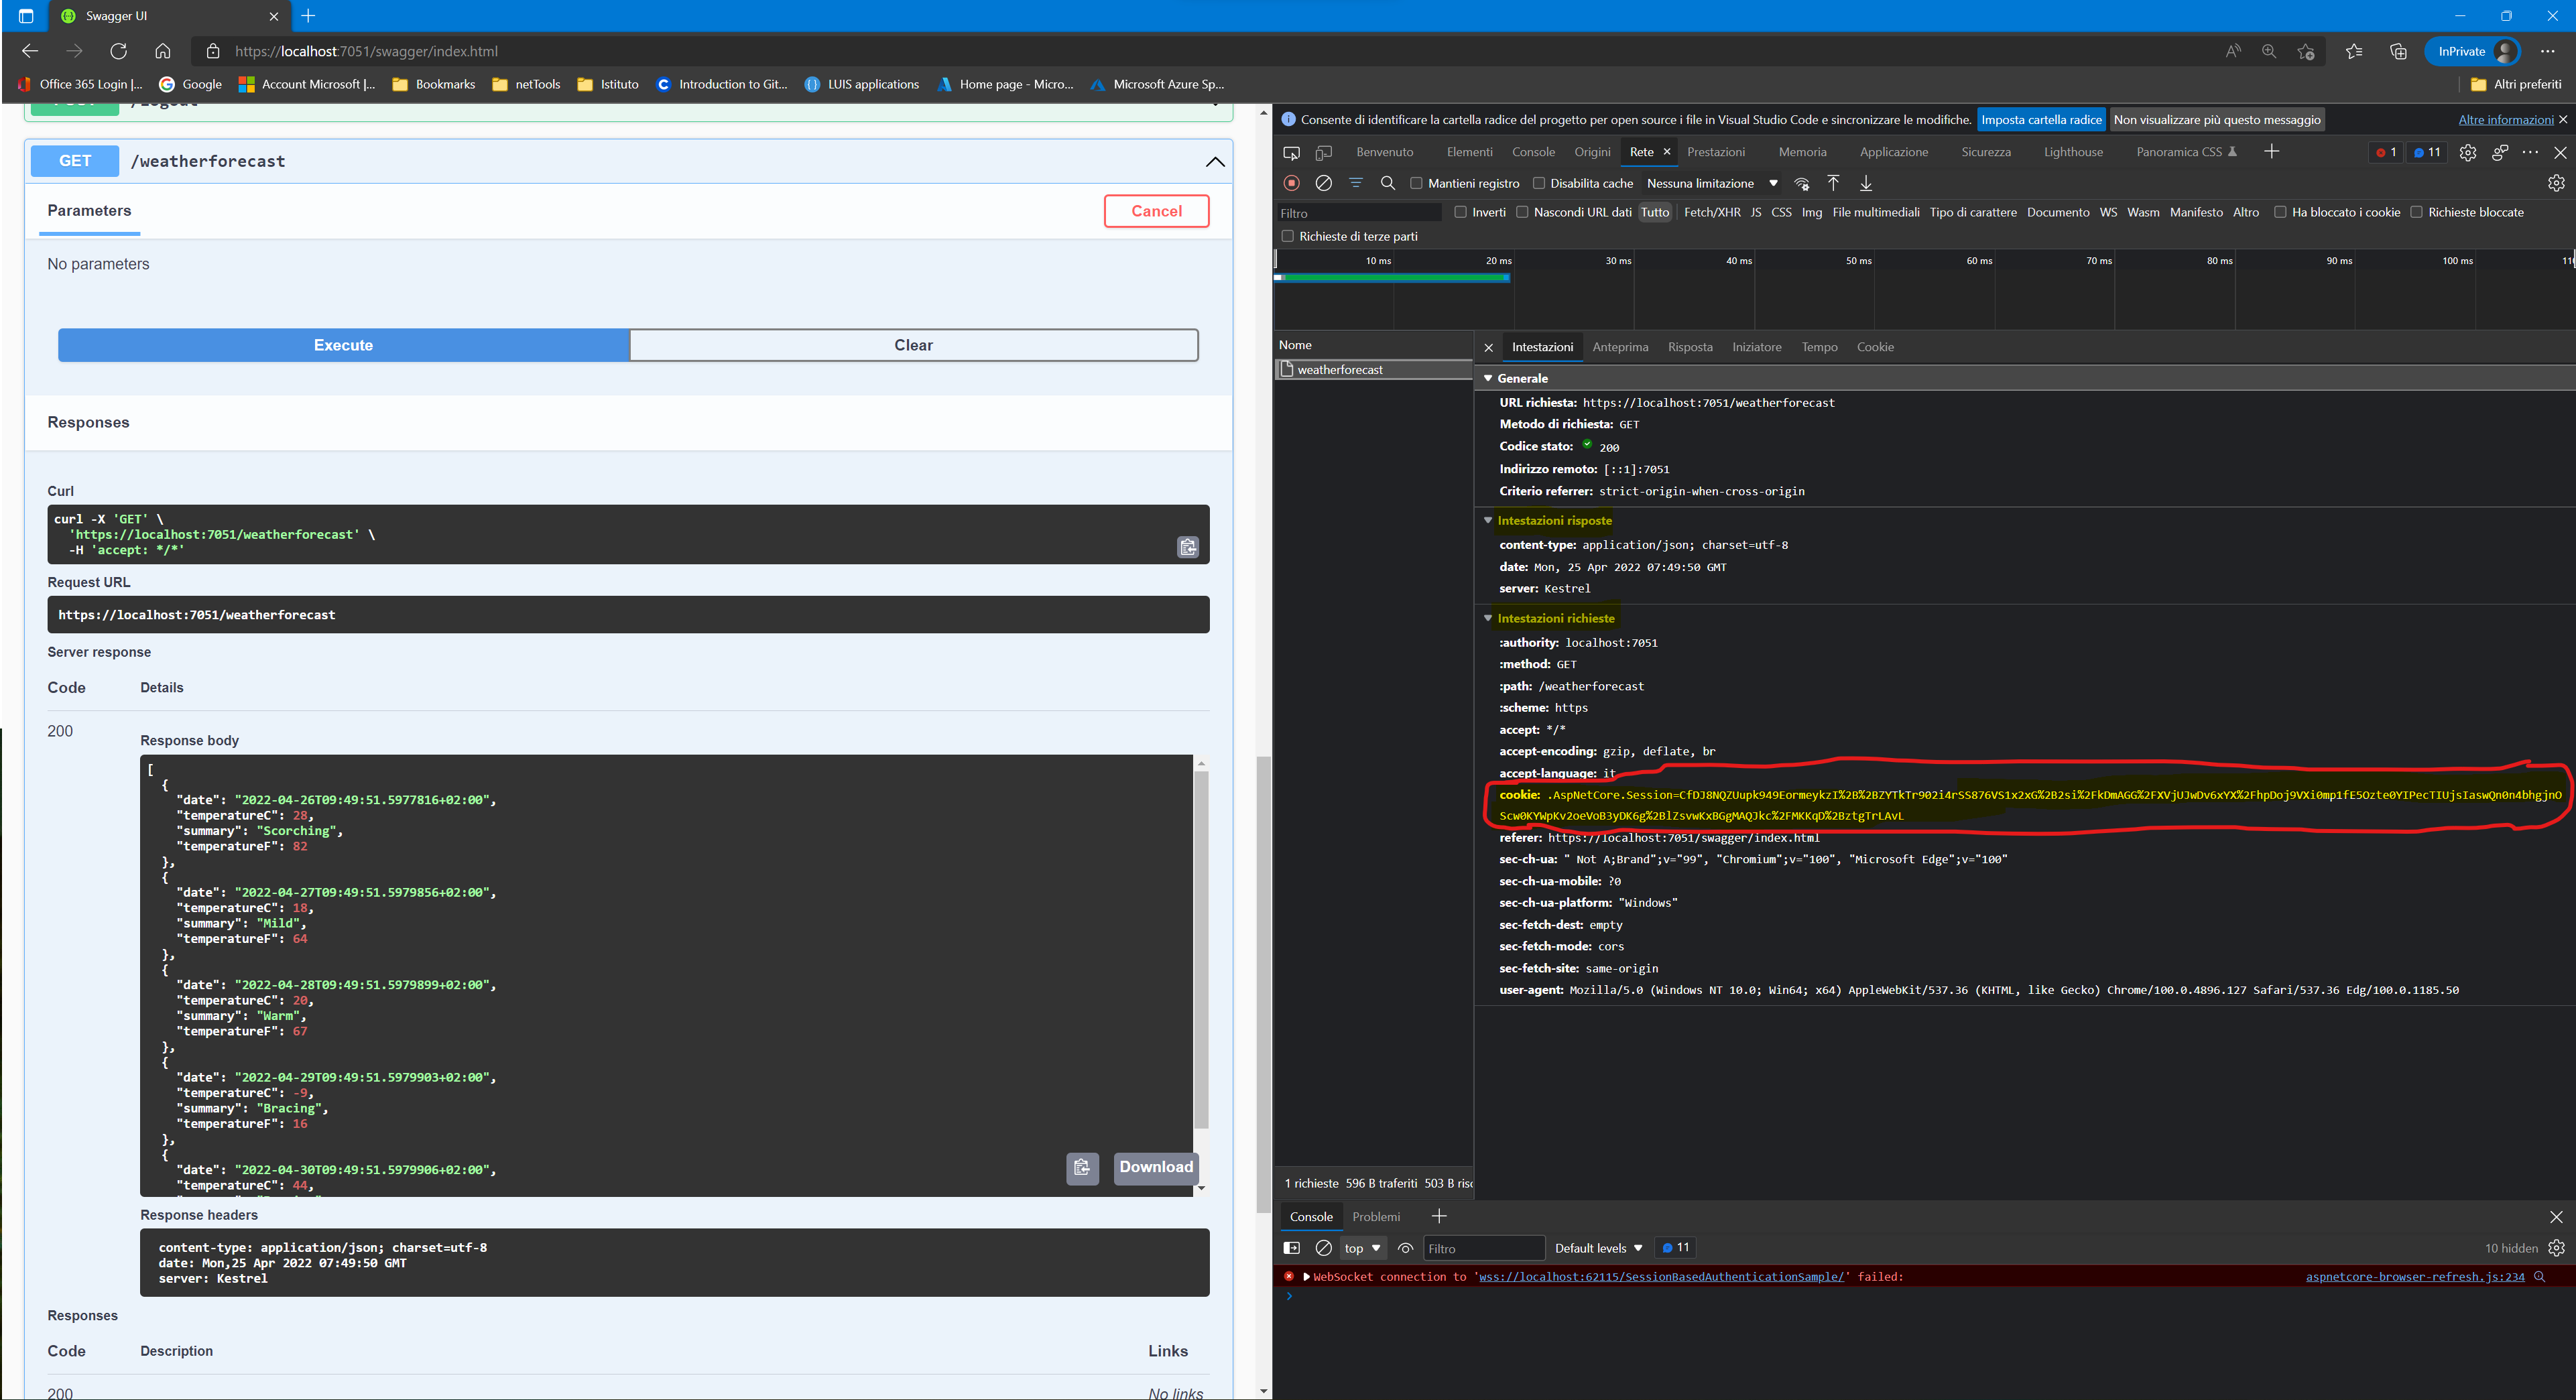 Swagger UI
https://localhost:7051/swagger/index.html
InPrivate
Office 365 Login |...
Google
Account Microsoft |...
Bookmarks
netTools
Istituto
Introduction to Git...
LUIS applications
Home page - Micro...
Microsoft Azure Sp...
Altri preferiti
GET /weatherforecast
Parameters
Cancel
No parameters
Execute
Clear
Responses
Curl
curl -X 'GET' \
'https://localhost:7051/weatherforecast' \
-H 'accept: */*'
Request URL
https://localhost:7051/weatherforecast
Server response
Code Details
200
Response body
[
{
"date": "2022-04-26T09:49:51.5977816+02:00",
"temperatureC": 28,
"summary": "Scorching",
"temperatureF": 82
},
{
"date": "2022-04-27T09:49:51.5979856+02:00",
"temperatureC": 18,
"summary": "Mild",
"temperatureF": 64
},
{
"date": "2022-04-28T09:49:51.5979899+02:00",
"temperatureC": 20,
"summary": "Warm",
"temperatureF": 67
},
{
"date": "2022-04-29T09:49:51.5979903+02:00",
"temperatureC": -9,
"summary": "Bracing",
"temperatureF": 16
},
{
"date": "2022-04-30T09:49:51.5979906+02:00",
"temperatureC": 44,
Download
Response headers
content-type: application/json; charset=utf-8
date: Mon,25 Apr 2022 07:49:50 GMT
server: Kestrel
Responses
Code Description Links
200 No links
Consente di identificare la cartella radice del progetto per open source i file in Visual Studio Code e sincronizzare le modifiche. Imposta cartella radice Non visualizzare più questo messaggio Altre informazioni
Benvenuto Elementi Console Origini Rete Prestazioni Memoria Applicazione Sicurezza Lighthouse Panoramica CSS 1 11
Mantieni registro Disabilita cache Nessuna limitazione
Filtro Inverti Nascondi URL dati Tutto Fetch/XHR JS CSS Img File multimediali Tipo di carattere Documento WS Wasm Manifesto Altro Ha bloccato i cookie Richieste bloccate
Richieste di terze parti
10 ms 20 ms 30 ms 40 ms 50 ms 60 ms 70 ms 80 ms 90 ms 100 ms
Nome
weatherforecast
Intestazioni Anteprima Risposta Iniziatore Tempo Cookie
Generale
URL richiesta: https://localhost:7051/weatherforecast
Metodo di richiesta: GET
Codice stato: 200
Indirizzo remoto: [::1]:7051
Criterio referrer: strict-origin-when-cross-origin
Intestazioni risposte
content-type: application/json; charset=utf-8
date: Mon, 25 Apr 2022 07:49:50 GMT
server: Kestrel
Intestazioni richieste
:authority: localhost:7051
:method: GET
:path: /weatherforecast
:scheme: https
accept: */*
accept-encoding: gzip, deflate, br
accept-language: it
cookie: .AspNetCore.Session=CfDJ8NQZUupk949EormeykzI%2B%2BZYTkTr902i4rSS876VS1x2xG%2B2si%2FkDmAGG%2FXVjUJwDv6xYX%2FhpDoj9VXi0mp1fE5Ozte0YIPecTIUjsIaswQn0n4bhgjnO
Scw0KYWpKv2oeVoB3yDK6g%2BlZsvwKxBGgMAQJkc%2FMKKqD%2BztgTrLAvL
referer: https://localhost:7051/swagger/index.html
sec-ch-ua: " Not A;Brand";v="99", "Chromium";v="100", "Microsoft Edge";v="100"
sec-ch-ua-mobile: ?0
sec-ch-ua-platform: "Windows"
sec-fetch-dest: empty
sec-fetch-mode: cors
sec-fetch-site: same-origin
user-agent: Mozilla/5.0 (Windows NT 10.0; Win64; x64) AppleWebKit/537.36 (KHTML, like Gecko) Chrome/100.0.4896.127 Safari/537.36 Edg/100.0.1185.50
1 richieste 596 B trasferiti 503 B
Console Problemi
top Filtro Default levels 11 10 hidden
WebSocket connection to 'wss://localhost:62115/SessionBasedAuthenticationSample/' failed: aspnetcore-browser-refresh.js:234